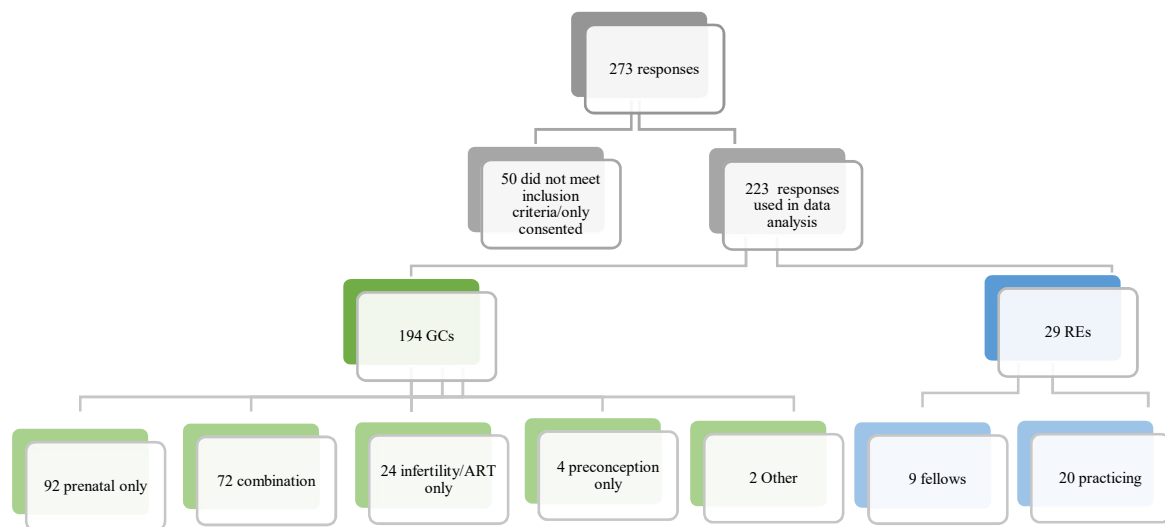 273 responses
50 did not meet
inclusion
criteria/only
consented
223 responses
used in data
analysis
194 GCs
29 REs
92 prenatal only
72 combination
24 infertility/ART
only
4 preconception
only
2 Other
9 fellows
20 practicing